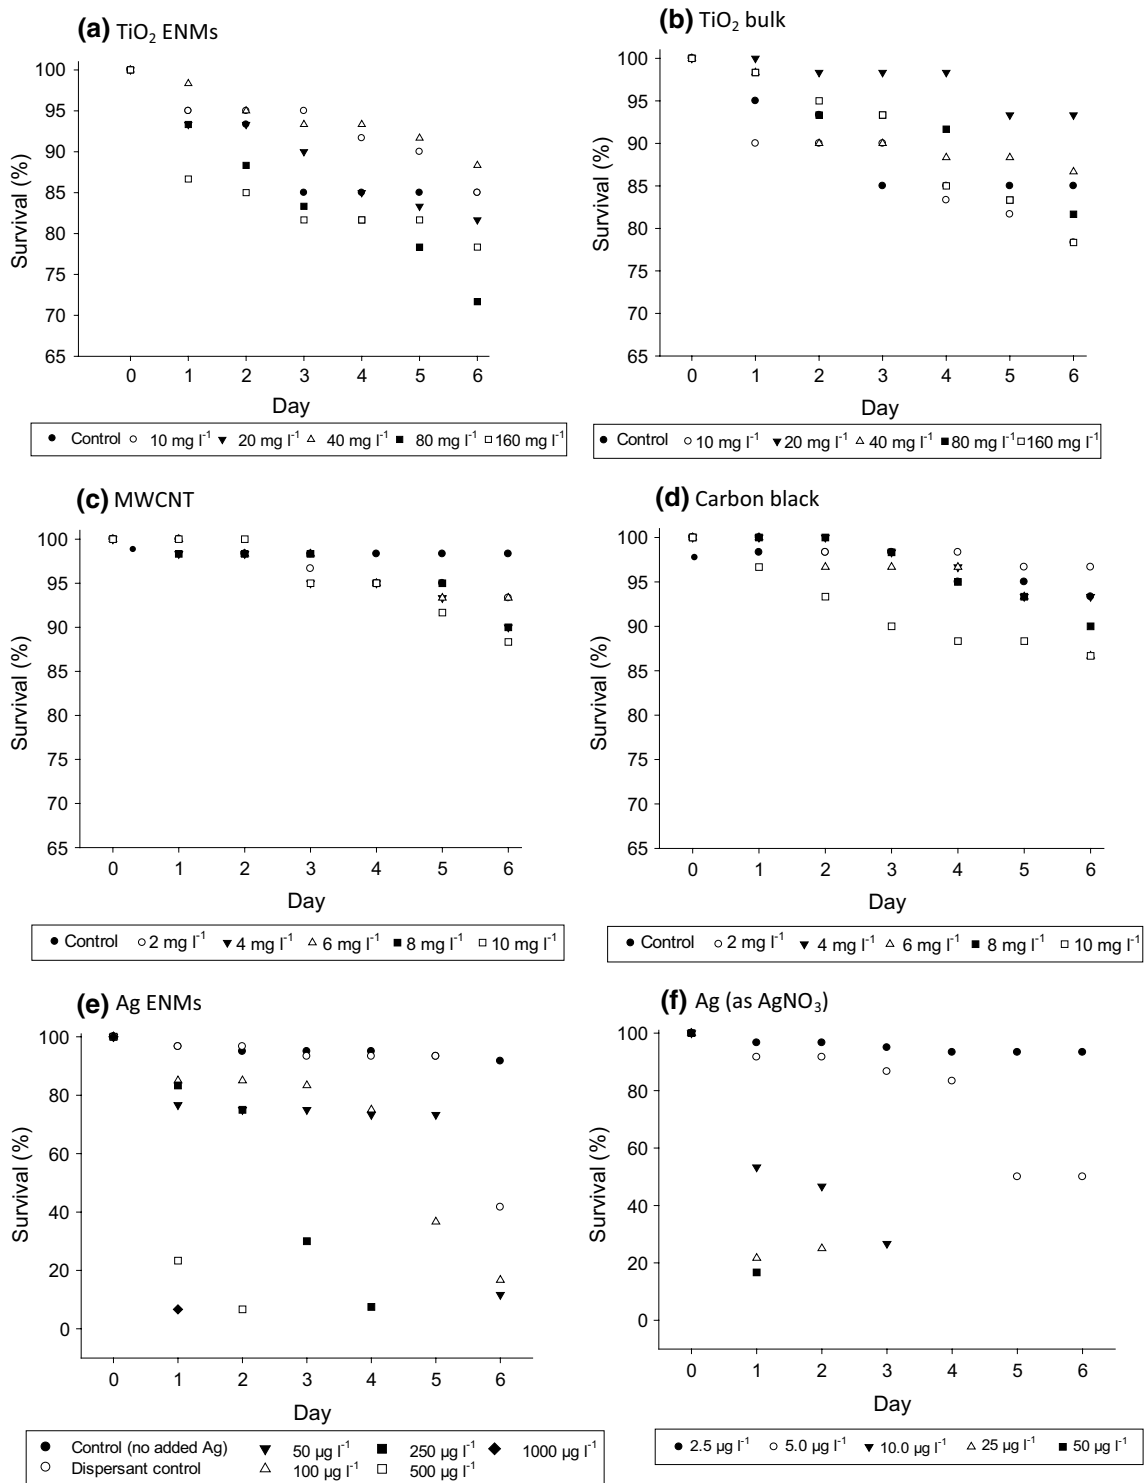 (a) TiO₂ ENMs
100
95
90
85
80
75
70
65
Survival (%)
0 1 2 3 4 5 6
Day
Control 10 mg l⁻¹ 20 mg l⁻¹ 40 mg l⁻¹ 80 mg l⁻¹ 160 mg l⁻¹
(b) TiO₂ bulk
100
95
90
85
80
75
70
65
Survival (%)
0 1 2 3 4 5 6
Day
Control 10 mg l⁻¹ 20 mg l⁻¹ 40 mg l⁻¹ 80 mg l⁻¹ 160 mg l⁻¹
(c) MWCNT
100
95
90
85
80
75
70
65
Survival (%)
0 1 2 3 4 5 6
Day
Control 2 mg l⁻¹ 4 mg l⁻¹ 6 mg l⁻¹ 8 mg l⁻¹ 10 mg l⁻¹
(d) Carbon black
100
95
90
85
80
75
70
65
Survival (%)
0 1 2 3 4 5 6
Day
Control 2 mg l⁻¹ 4 mg l⁻¹ 6 mg l⁻¹ 8 mg l⁻¹ 10 mg l⁻¹
(e) Ag ENMs
100
80
60
40
20
0
Survival (%)
0 1 2 3 4 5 6
Day
Control (no added Ag) 50 µg l⁻¹ 250 µg l⁻¹ 1000 µg l⁻¹
Dispersant control 100 µg l⁻¹ 500 µg l⁻¹
(f) Ag (as AgNO₃)
100
80
60
40
20
0
Survival (%)
0 1 2 3 4 5 6
Day
2.5 µg l⁻¹ 5.0 µg l⁻¹ 10.0 µg l⁻¹ 25 µg l⁻¹ 50 µg l⁻¹